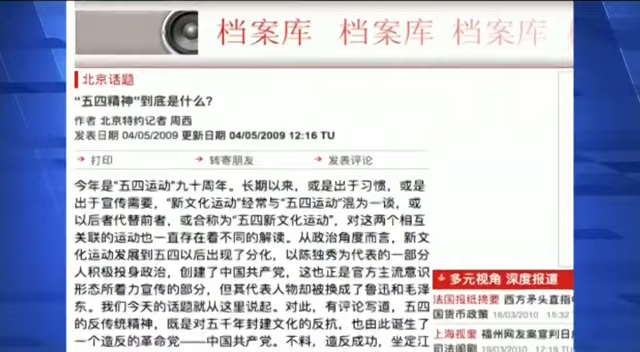 档案库 档案库 档案库
北京话题
“五四精神”到底是什么?
作者 北京特约记者 周西
发表日期 04/05/2009 更新日期 04/05/2009 12:16 TU
打印 转寄朋友 发表评论
今年是“五四运动”九十周年。长期以来，或是出于习惯，或是
出于宣传需要，“新文化运动”经常与“五四运动”混为一谈，或
以后者代替前者，或合称为“五四新文化运动”，对这两个相互
关联的运动也一直存在着不同的解读。从政治角度而言，新文
化运动发展到五四以后出现了分化，以陈独秀为代表的一部分
人积极投身政治，创建了中国共产党，这也正是官方主流意识
形态所着力宣传的部分，但其代表人物却被换成了鲁迅和毛泽
东。我们今天的话题就从这里说起。对此，有评论写道，五四
的反传统精神，既是对五千年封建文化的反抗，也由此诞生了
一个造反的革命党——中国共产党。不料，造反成功，坐定江
多元视角 深度报道
法国报纸摘要 西方矛头直指中
国货币政策 18/03/2010
上海视窗 福州网友案宣判日
司法闹剧